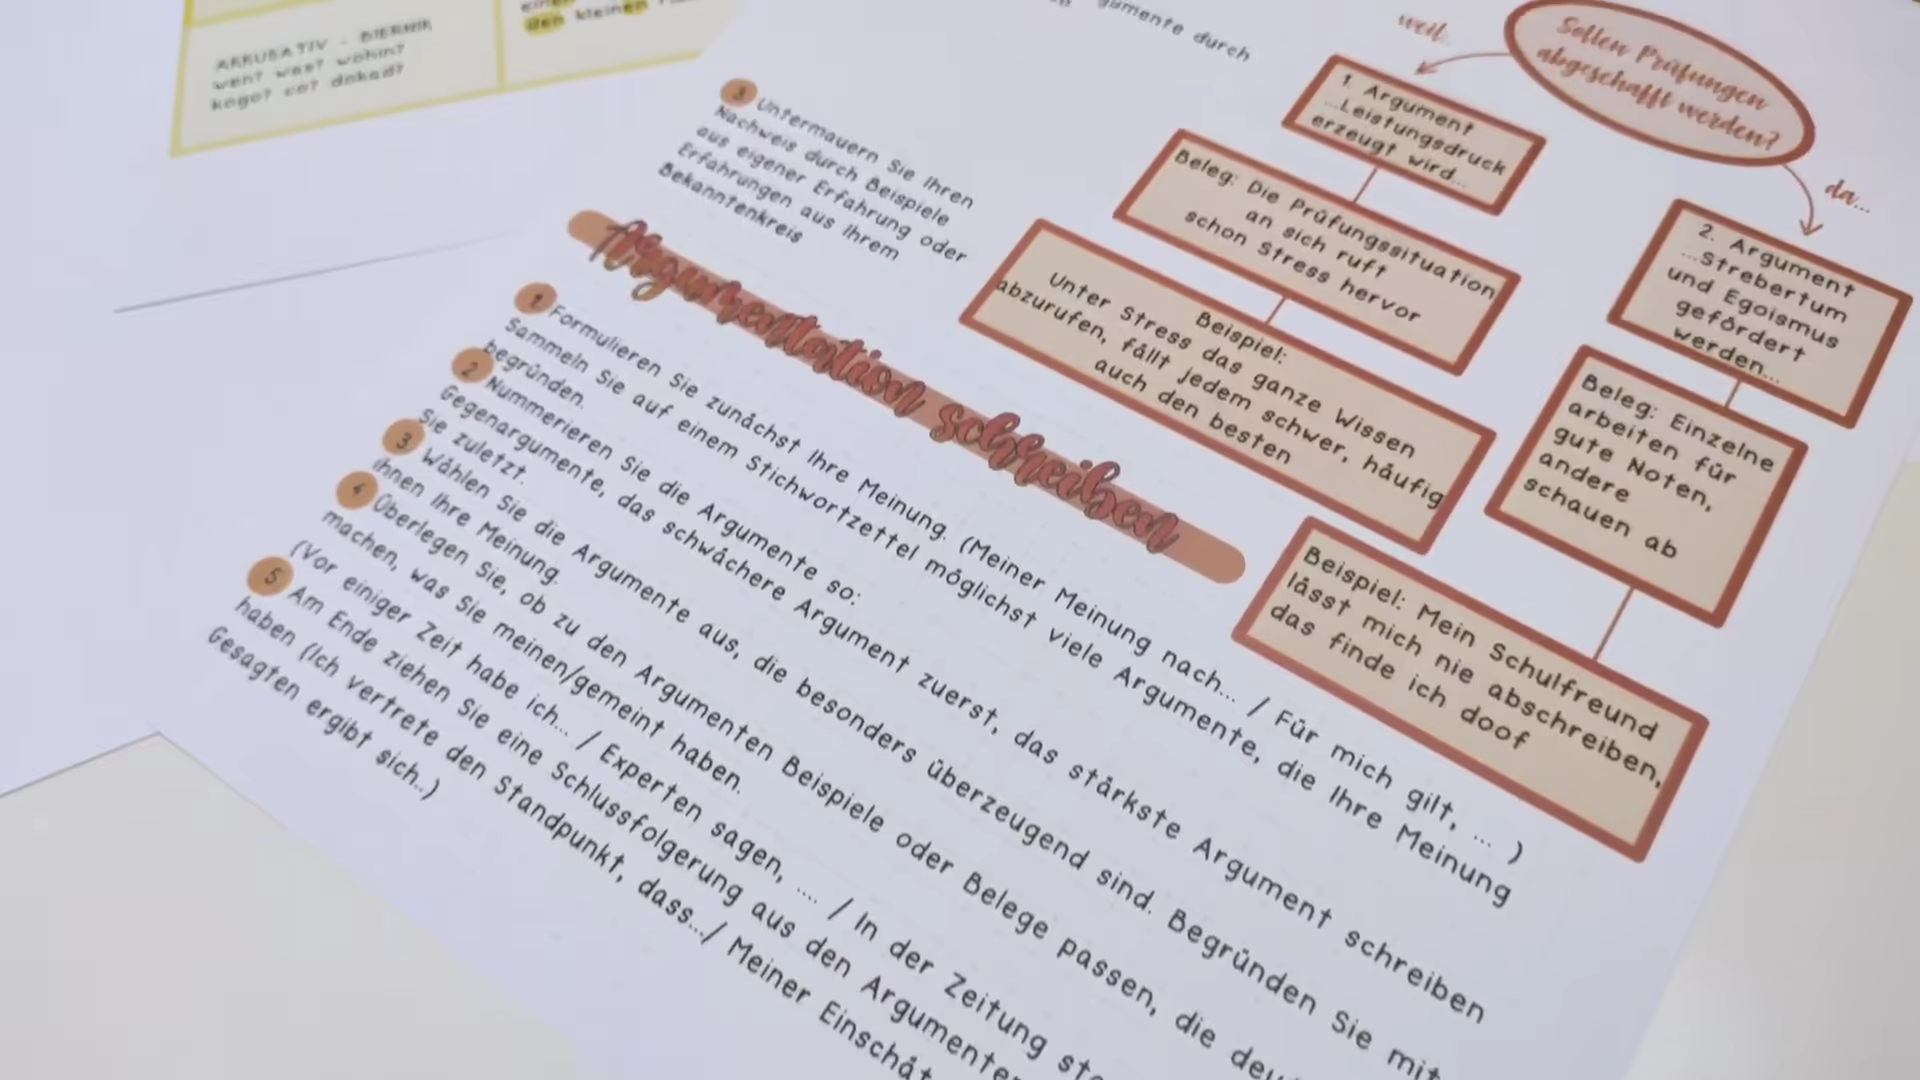 AKKUSATIV - BIERNIK
wen? was? wohin?
kogo? co? dokąd?
den kleinen
durch
3 Untermauern Sie Ihren
Nachweis durch Beispiele
aus eigener Erfahrung oder
Erfahrungen aus Ihrem
Bekanntenkreis
weil...
Sollen Prüfungen
abgeschafft werden?
da...
1. Argument
...Leistungsdruck
erzeugt wird...
Beleg: Die Prüfungssituation
an sich ruft
schon Stress hervor
Beispiel:
Unter Stress das ganze Wissen
abzurufen, fällt jedem schwer, häufig
auch den besten
2. Argument
...Strebertum
und Egoismus
gefördert
werden...
Beleg: Einzelne
arbeiten für
gute Noten,
andere
schauen ab
Beispiel: Mein Schulfreund
lässt mich nie abschreiben,
das finde ich doof
Argumentation schreiben
1 Formulieren Sie zunächst Ihre Meinung. (Meiner Meinung nach... / Für mich gilt, ... )
Sammeln Sie auf einem Stichwortzettel möglichst viele Argumente, die Ihre Meinung
begründen.
2 Nummerieren Sie die Argumente so:
Gegenargumente, das schwächere Argument zuerst, das stärkste Argument schreiben
Sie zuletzt.
3 Wählen Sie die Argumente aus, die besonders überzeugend sind. Begründen Sie mit
ihnen Ihre Meinung.
4 Überlegen Sie, ob zu den Argumenten Beispiele oder Belege passen, die
machen, was Sie meinen/gemeint haben.
(Vor einiger Zeit habe ich... / Experten sagen, .... / In der Zeitung
5 Am Ende ziehen Sie eine Schlussfolgerung aus den
haben (Ich vertrete den Standpunkt, dass.../ Meiner
Gesagten ergibt sich..)